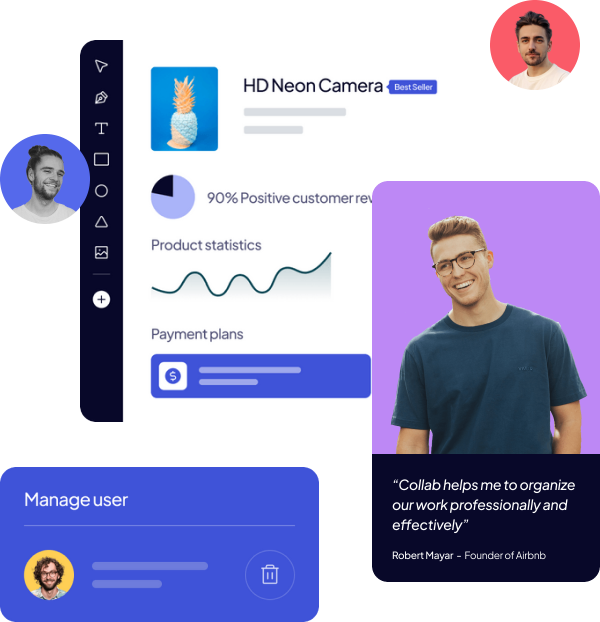 HD Neon Camera
Best Seller
90% Positive customer rev
Product statistics
Payment plans
$
“Collab helps me to organize
our work professionally and
effectively”
Robert Mayar - Founder of Airbnb
Manage user
T